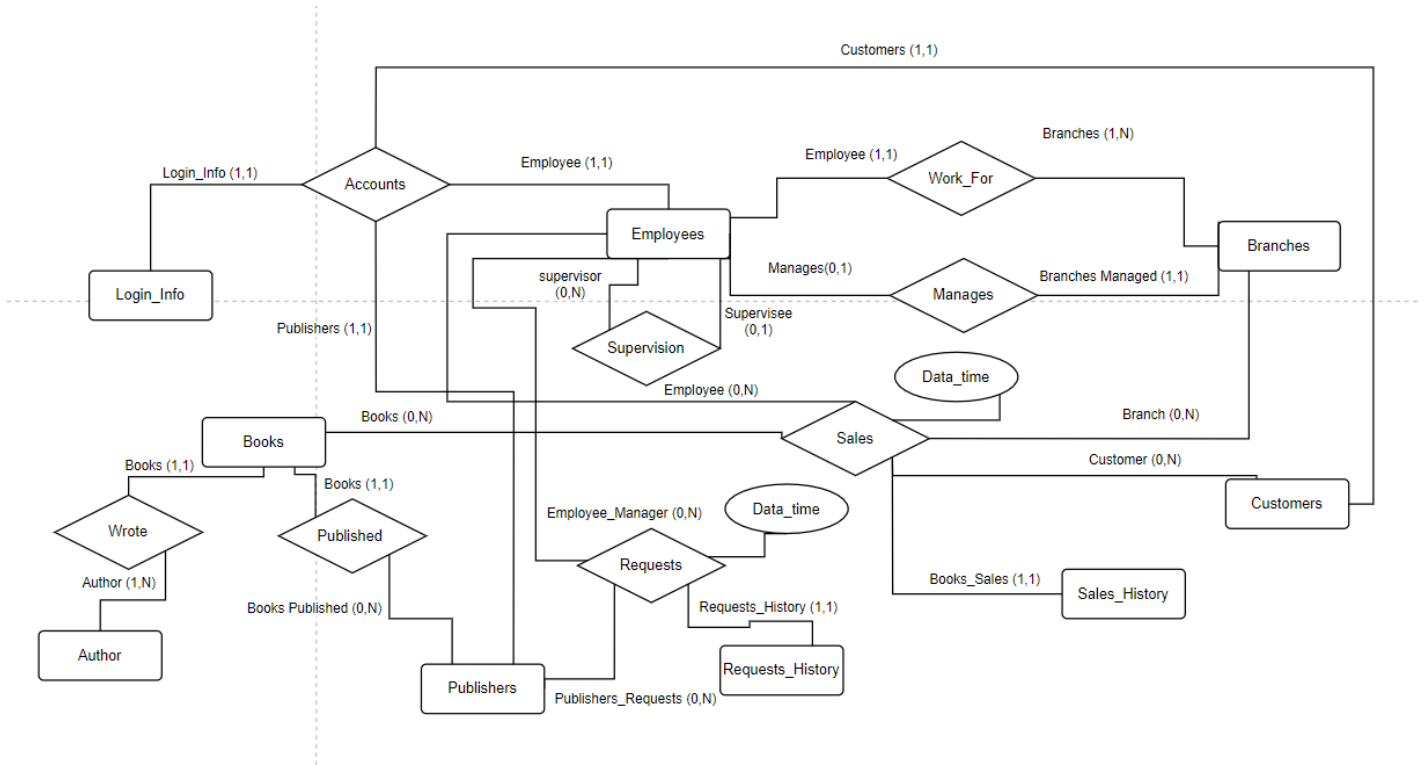 Customers (1,1)
Branches (1,N)
Employee (1,1)
Employee (1,1)
Login_Info (1,1)
Accounts
Work_For
Employees
Branches
Login_Info
supervisor
(0,N)
Manages(0,1)
Manages
Branches Managed (1,1)
Publishers (1,1)
Supervision
Supervisee
(0,1)
Data_time
Employee (0,N)
Books (0,N)
Branch (0,N)
Books
Sales
Customer (0,N)
Books (1,1)
Books (1,1)
Customers
Employee_Manager (0,N)
Data_time
Wrote
Published
Requests
Author (1,N)
Books_Sales (1,1)
Sales_History
Books Published (0,N)
Requests_History (1,1)
Author
Publishers
Requests_History
Publishers_Requests (0,N)